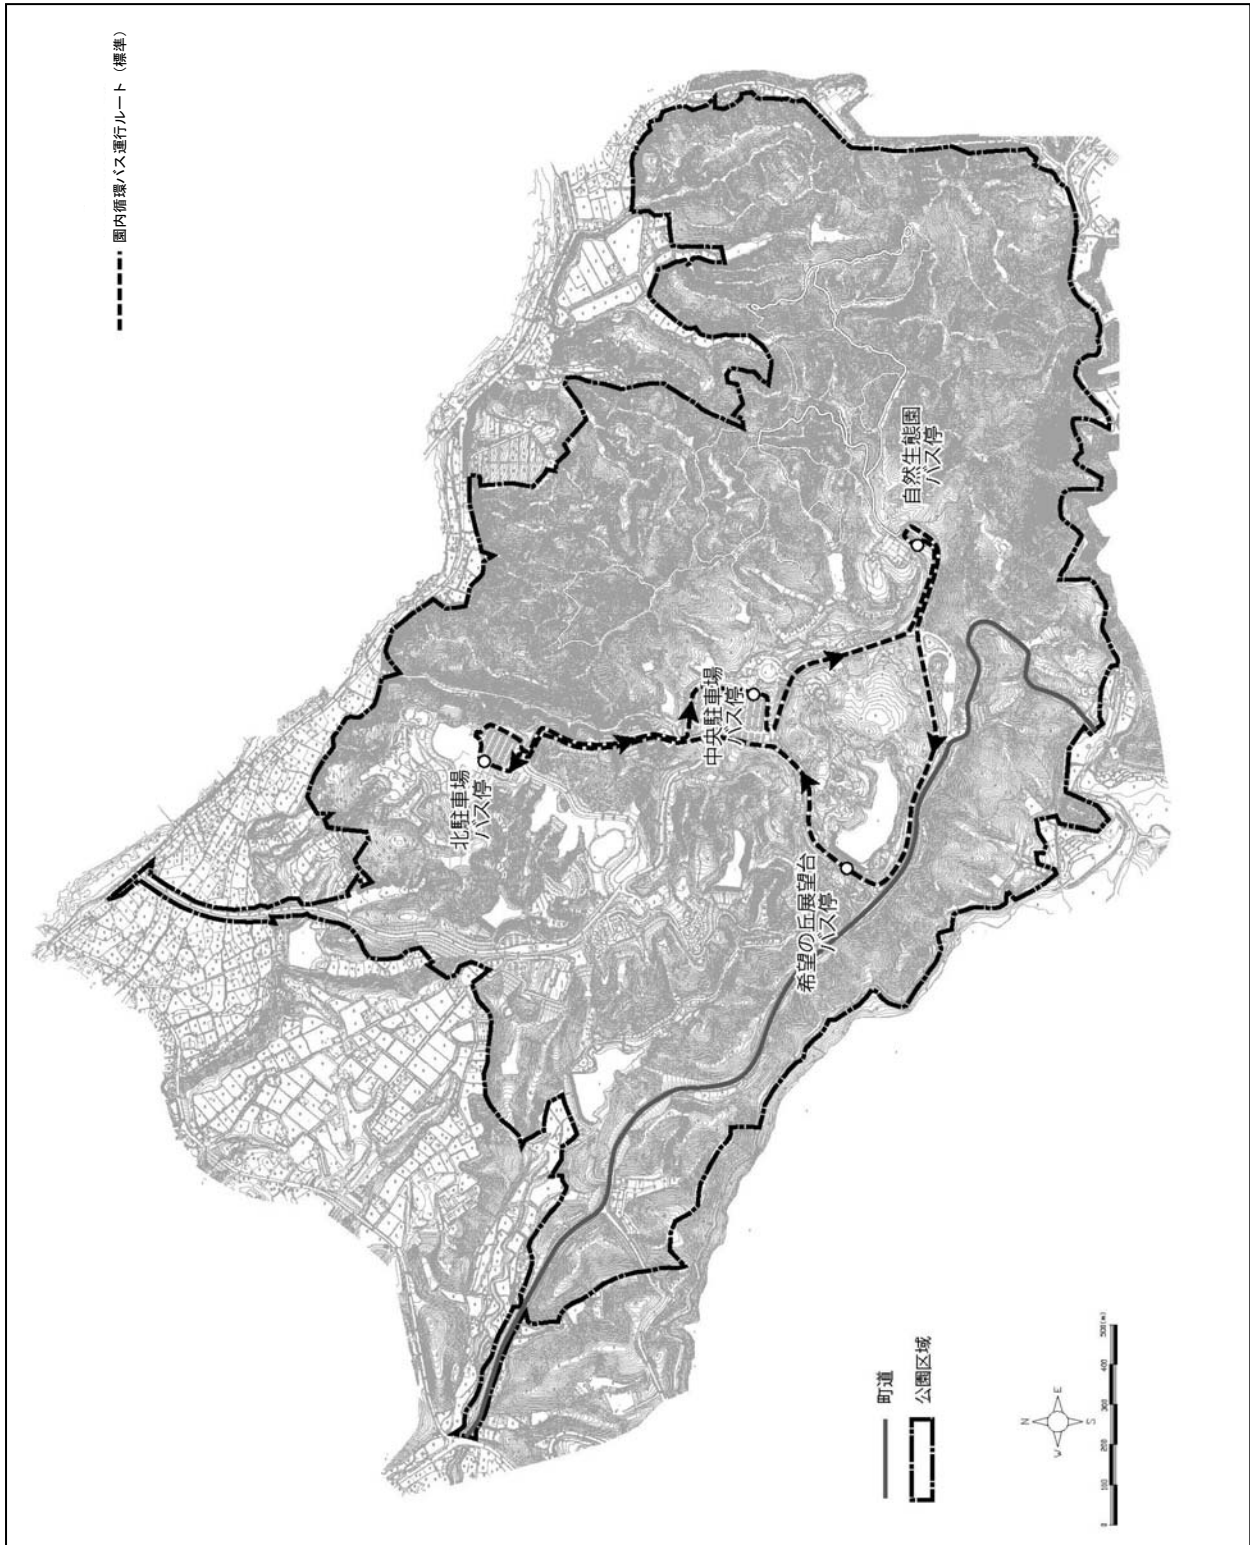 園内循環バス運行ルート（標準）
北駐車場
バス停
中央駐車場
バス停
自然生態園
バス停
希望の丘展望台
バス停
町道
公園区域
N
W
E
S
0
100
200
300
400
500(m)